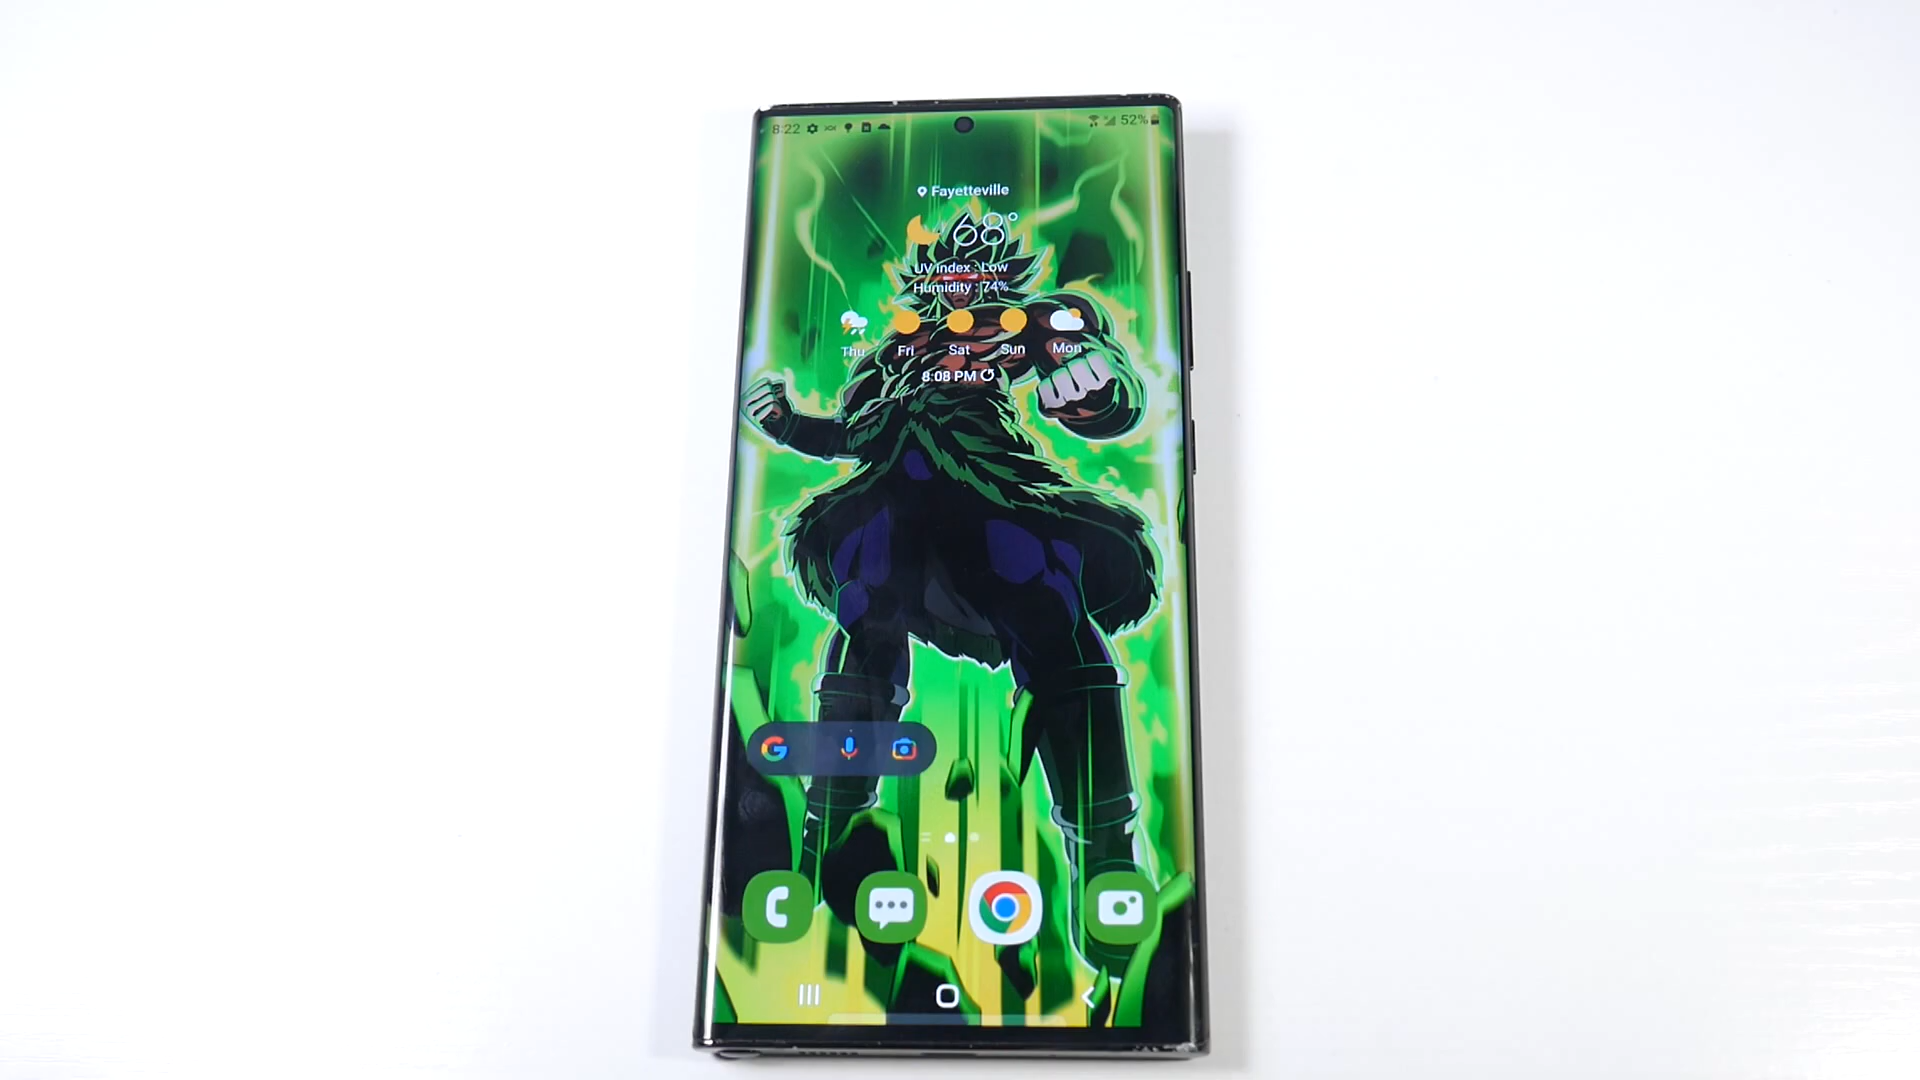 8:22 52%
Fayetteville
68°
UV index : Low
Humidity : 74%
Thu Fri Sat Sun Mon
8:08 PM